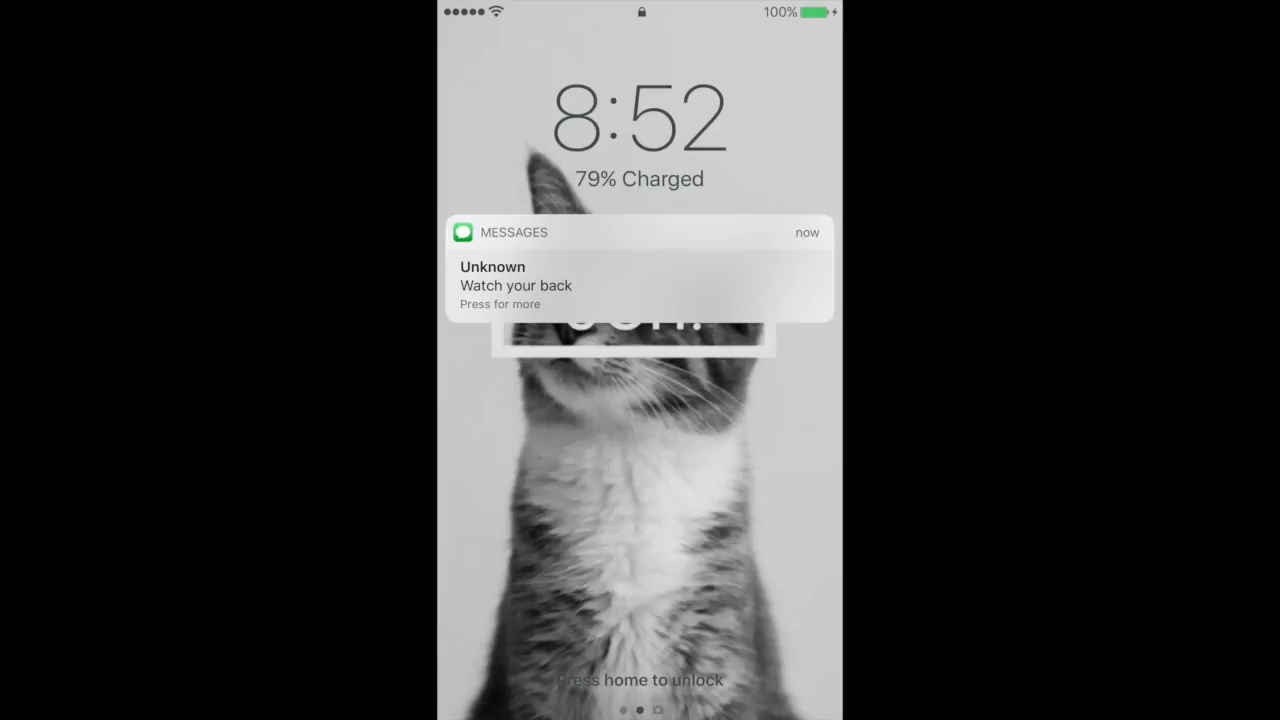 100%
8:52
79% Charged
MESSAGES now
Unknown
Watch your back
Press for more
Press home to unlock